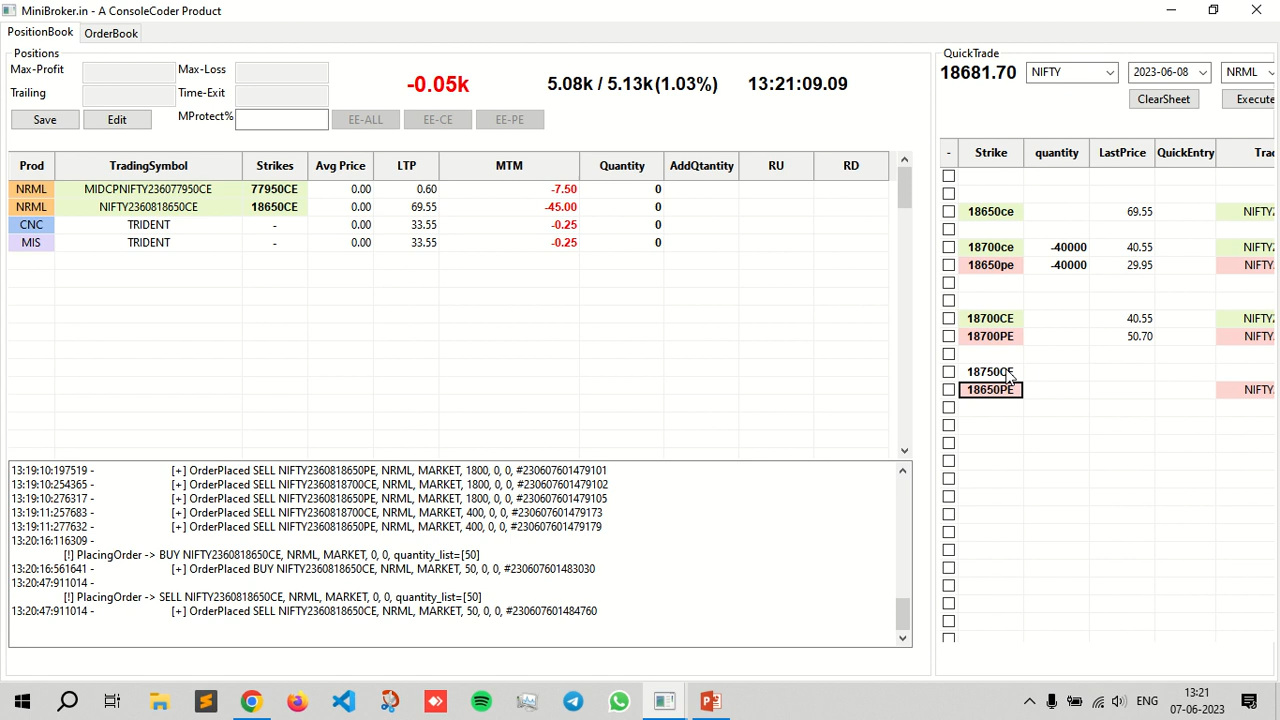 MiniBroker.in - A ConsoleCoder Product
PositionBook OrderBook
Positions
Max-Profit Max-Loss
Trailing Time-Exit
-0.05k 5.08k / 5.13k(1.03%) 13:21:09.09
MProtect%
Save Edit EE-ALL EE-CE EE-PE
Prod TradingSymbol Strikes Avg Price LTP MTM Quantity AddQtantity RU RD
NRML MIDCPNIFTY236077950CE 77950CE 0.00 0.60 -7.50 0
NRML NIFTY2360818650CE 18650CE 0.00 69.55 -45.00 0
CNC TRIDENT - 0.00 33.55 -0.25 0
MIS TRIDENT - 0.00 33.55 -0.25 0
13:19:10:197519 - [+] OrderPlaced SELL NIFTY2360818650PE, NRML, MARKET, 1800, 0, 0, #230607601479101
13:19:10:254365 - [+] OrderPlaced SELL NIFTY2360818700CE, NRML, MARKET, 1800, 0, 0, #230607601479102
13:19:10:276317 - [+] OrderPlaced SELL NIFTY2360818650PE, NRML, MARKET, 1800, 0, 0, #230607601479105
13:19:11:257683 - [+] OrderPlaced SELL NIFTY2360818700CE, NRML, MARKET, 400, 0, 0, #230607601479173
13:19:11:277632 - [+] OrderPlaced SELL NIFTY2360818650PE, NRML, MARKET, 400, 0, 0, #230607601479179
13:20:16:116309 -
[!] PlacingOrder -> BUY NIFTY2360818650CE, NRML, MARKET, 0, 0, quantity_list=[50]
13:20:16:561641 - [+] OrderPlaced BUY NIFTY2360818650CE, NRML, MARKET, 50, 0, 0, #230607601483030
13:20:47:911014 -
[!] PlacingOrder -> SELL NIFTY2360818650CE, NRML, MARKET, 0, 0, quantity_list=[50]
13:20:47:911014 - [+] OrderPlaced SELL NIFTY2360818650CE, NRML, MARKET, 50, 0, 0, #230607601484760
QuickTrade
18681.70 NIFTY 2023-06-08 NRML
ClearSheet Execute
- Strike quantity LastPrice QuickEntry Trad
18650ce 69.55 NIFTY
18700ce -40000 40.55 NIFTY
18650pe -40000 29.95 NIFTY
18700CE 40.55 NIFTY
18700PE 50.70 NIFTY
18750CE
18650PE NIFTY
ENG
13:21
07-06-2023